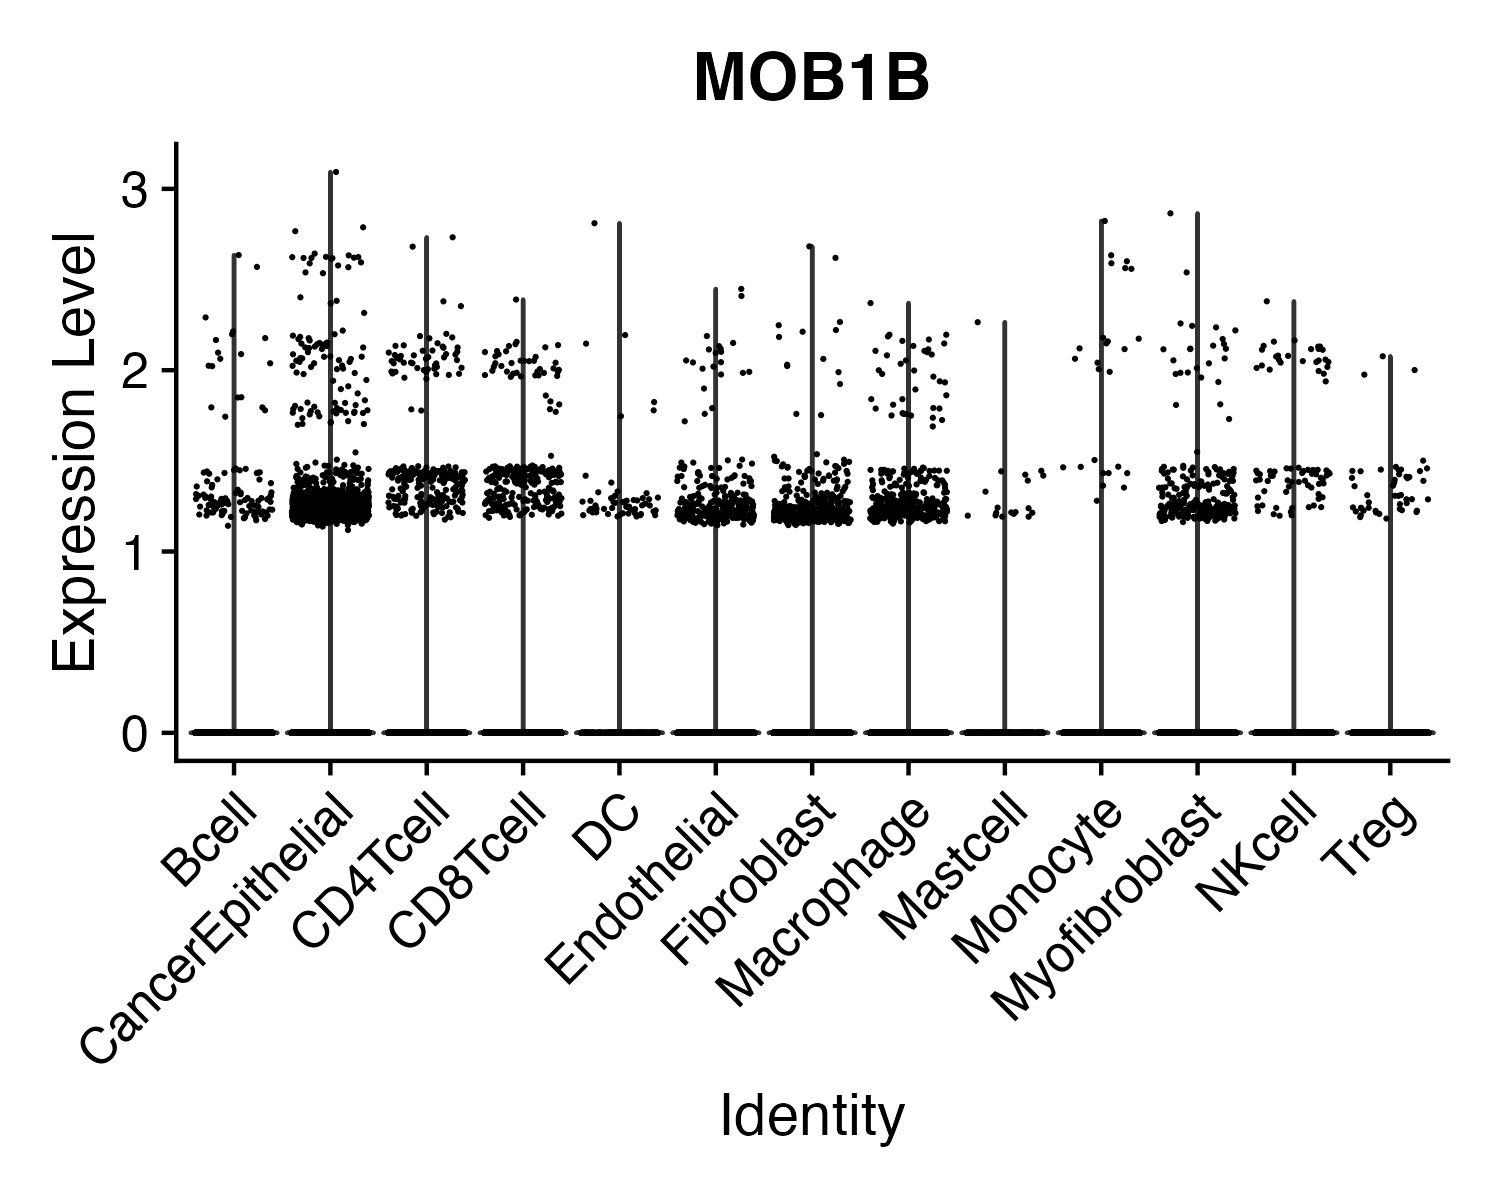 MOB1B
Expression Level
3
2
1
0
Bcell
CancerEpithelial
CD4Tcell
CD8Tcell
DC
Endothelial
Fibroblast
Macrophage
Mastcell
Monocyte
Myofibroblast
NKcell
Treg
Identity